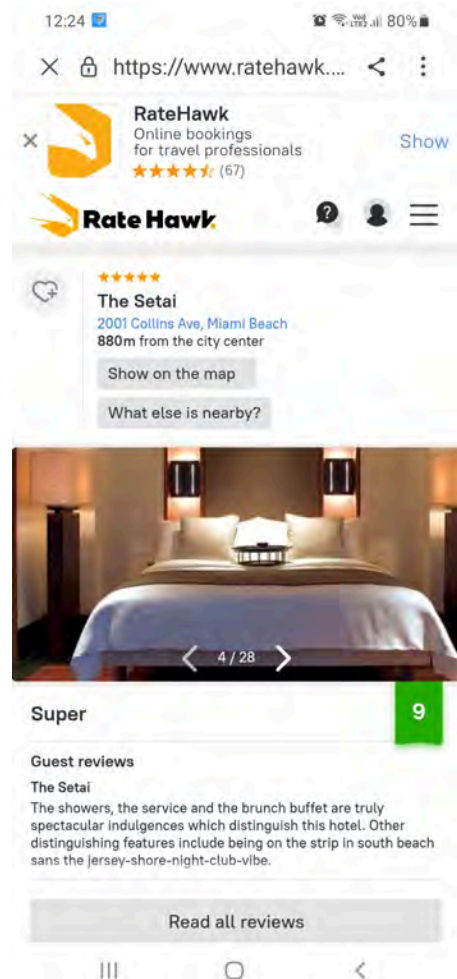 12:24 80%
https://www.ratehawk....
RateHawk
Online bookings
for travel professionals
Show
(67)
Rate Hawk.
The Setai
2001 Collins Ave, Miami Beach
880m from the city center
Show on the map
What else is nearby?
4 / 28
Super
9
Guest reviews
The Setai
The showers, the service and the brunch buffet are truly
spectacular indulgences which distinguish this hotel. Other
distinguishing features include being on the strip in south beach
sans the jersey-shore-night-club-vibe.
Read all reviews